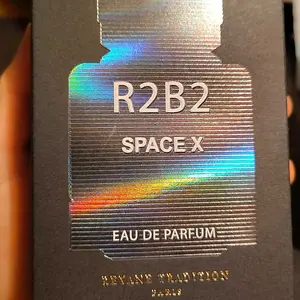 R2B2
SPACE X
EAU DE PARFUM
REYANE TRADITION
PARIS